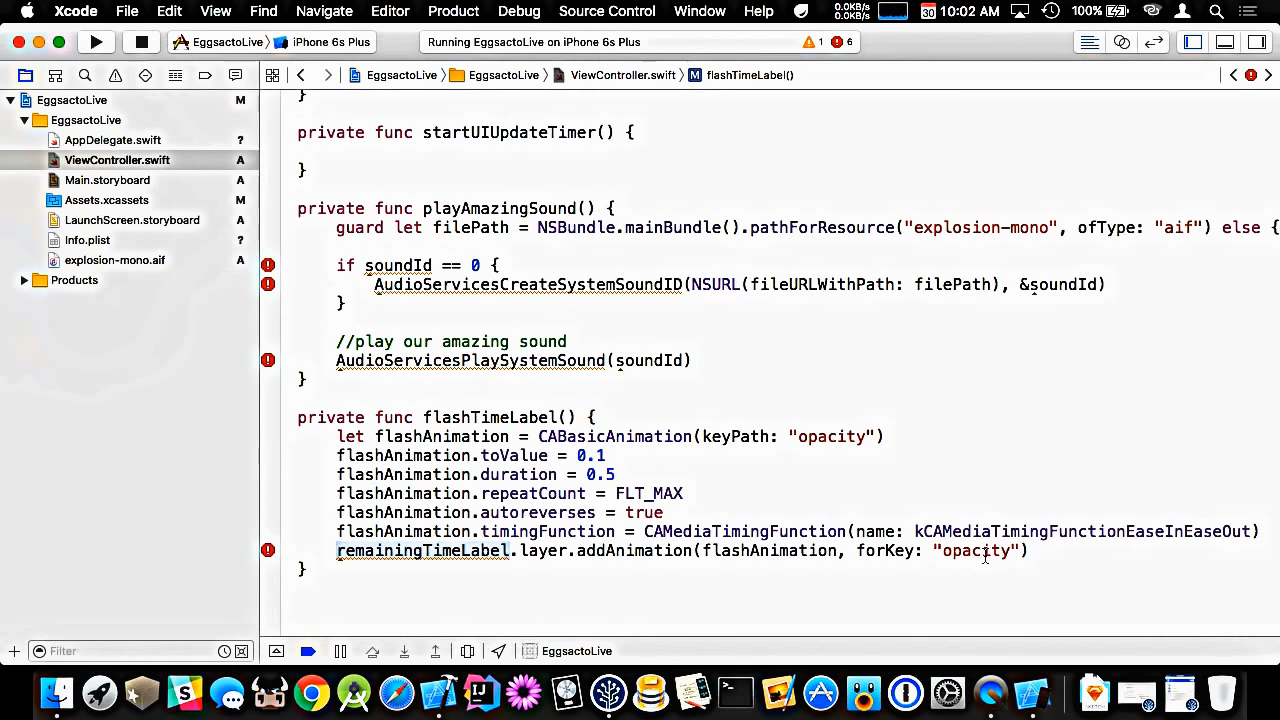 Xcode File Edit View Find Navigate Editor Product Debug Source Control Window Help 0.0KB/s 0.0KB/s 30 10:02 AM 100%
EggsactoLive iPhone 6s Plus Running EggsactoLive on iPhone 6s Plus 1 6
EggsactoLive EggsactoLive ViewController.swift M flashTimeLabel()
EggsactoLive M
EggsactoLive
AppDelegate.swift ?
ViewController.swift A
Main.storyboard A
Assets.xcassets M
LaunchScreen.storyboard A
Info.plist ?
explosion-mono.aif A
Products
}
private func startUIUpdateTimer() {
}
private func playAmazingSound() {
guard let filePath = NSBundle.mainBundle().pathForResource("explosion-mono", ofType: "aif") else {
if soundId == 0 {
AudioServicesCreateSystemSoundID(NSURL(fileURLWithPath: filePath), &soundId)
}
//play our amazing sound
AudioServicesPlaySystemSound(soundId)
}
private func flashTimeLabel() {
let flashAnimation = CABasicAnimation(keyPath: "opacity")
flashAnimation.toValue = 0.1
flashAnimation.duration = 0.5
flashAnimation.repeatCount = FLT_MAX
flashAnimation.autoreverses = true
flashAnimation.timingFunction = CAMediaTimingFunction(name: kCAMediaTimingFunctionEaseInEaseOut)
remainingTimeLabel.layer.addAnimation(flashAnimation, forKey: "opacity")
}
Filter
EggsactoLive